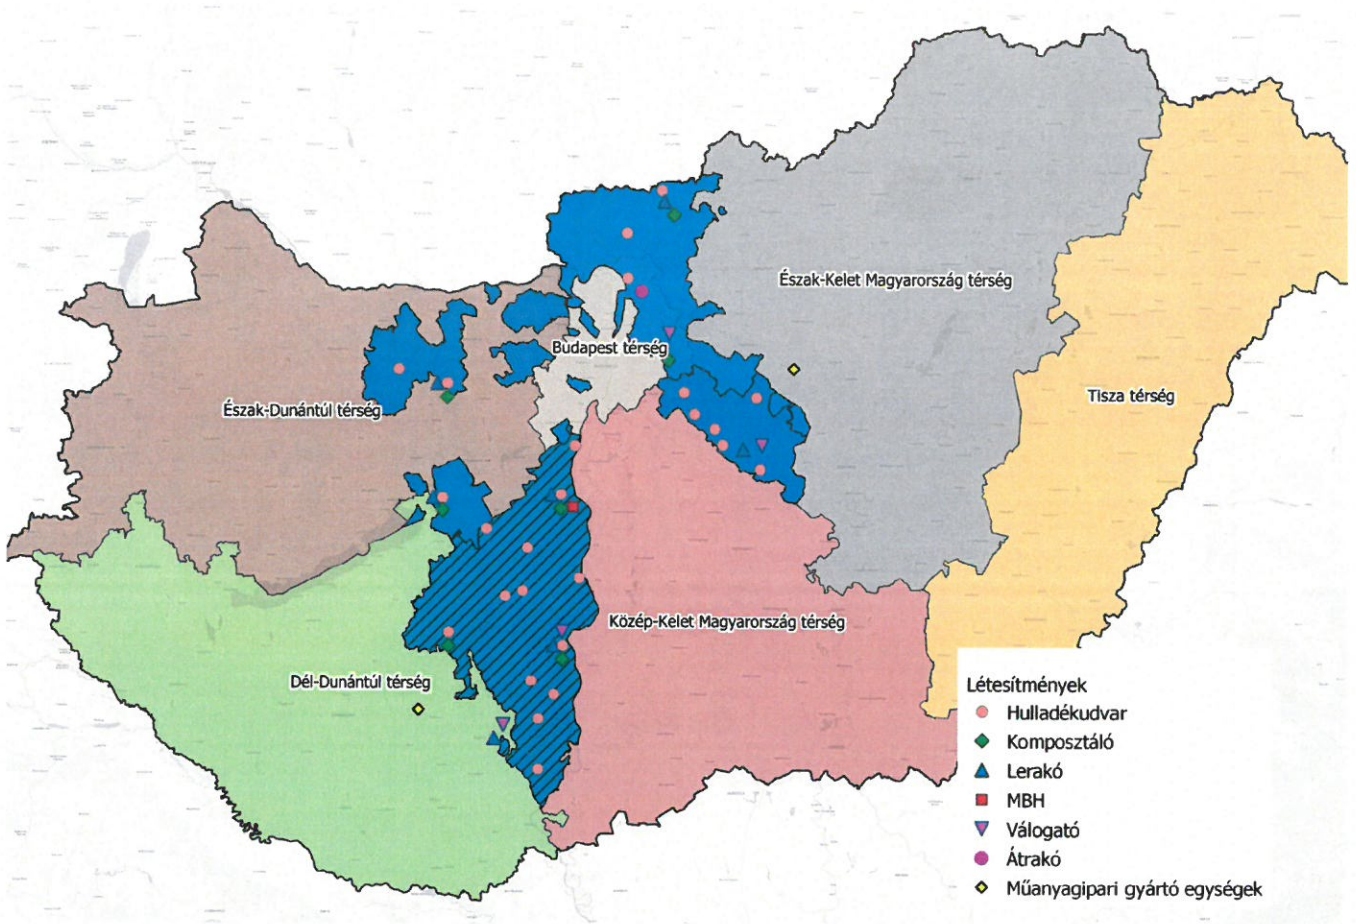 Észak-Kelet Magyarország térség
Budapest térség
Tisza térség
Észak-Dunántúl térség
Közép-Kelet Magyarország térség
Dél-Dunántúl térség
Létesítmények
Hulladékudvar
Komposztáló
Lerakó
MBH
Válogató
Átrakó
Műanyagipari gyártó egységek